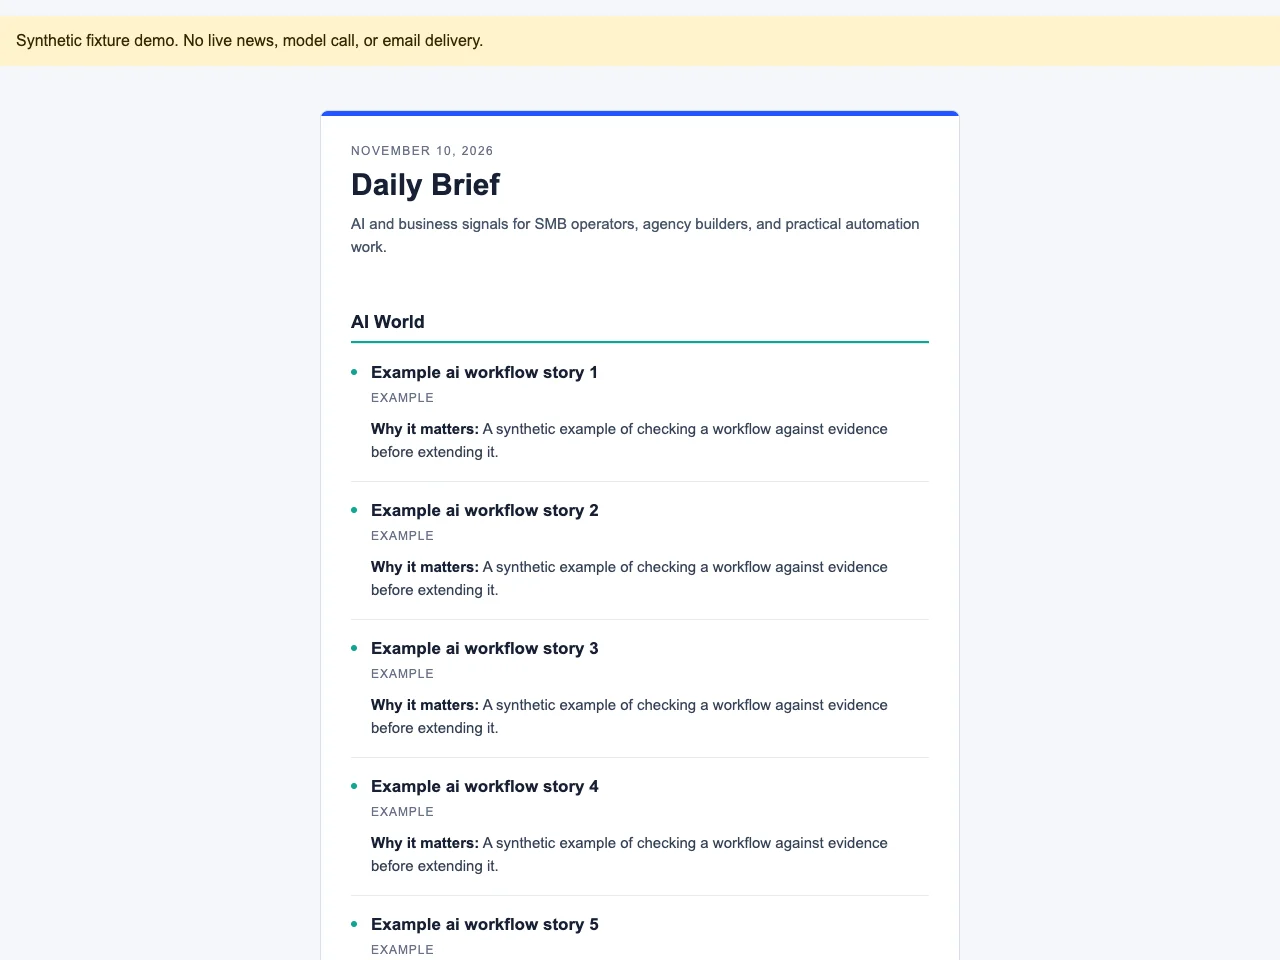 Synthetic fixture demo. No live news, model call, or email delivery.
NOVEMBER 10, 2026
Daily Brief
AI and business signals for SMB operators, agency builders, and practical automation
work.
AI World
Example ai workflow story 1
EXAMPLE
Why it matters: A synthetic example of checking a workflow against evidence
before extending it.
Example ai workflow story 2
EXAMPLE
Why it matters: A synthetic example of checking a workflow against evidence
before extending it.
Example ai workflow story 3
EXAMPLE
Why it matters: A synthetic example of checking a workflow against evidence
before extending it.
Example ai workflow story 4
EXAMPLE
Why it matters: A synthetic example of checking a workflow against evidence
before extending it.
Example ai workflow story 5
EXAMPLE